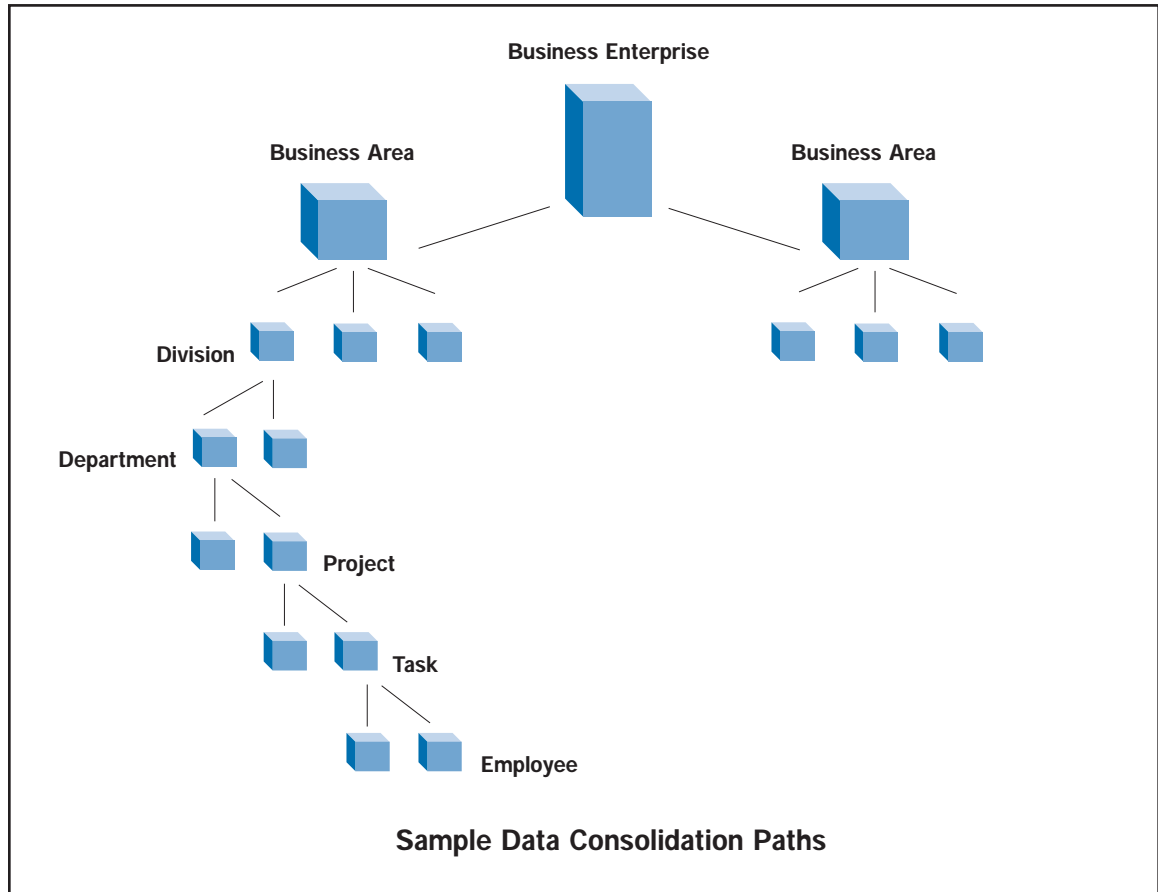 Business Enterprise
Business Area
Business Area
Division
Department
Project
Task
Employee
Sample Data Consolidation Paths